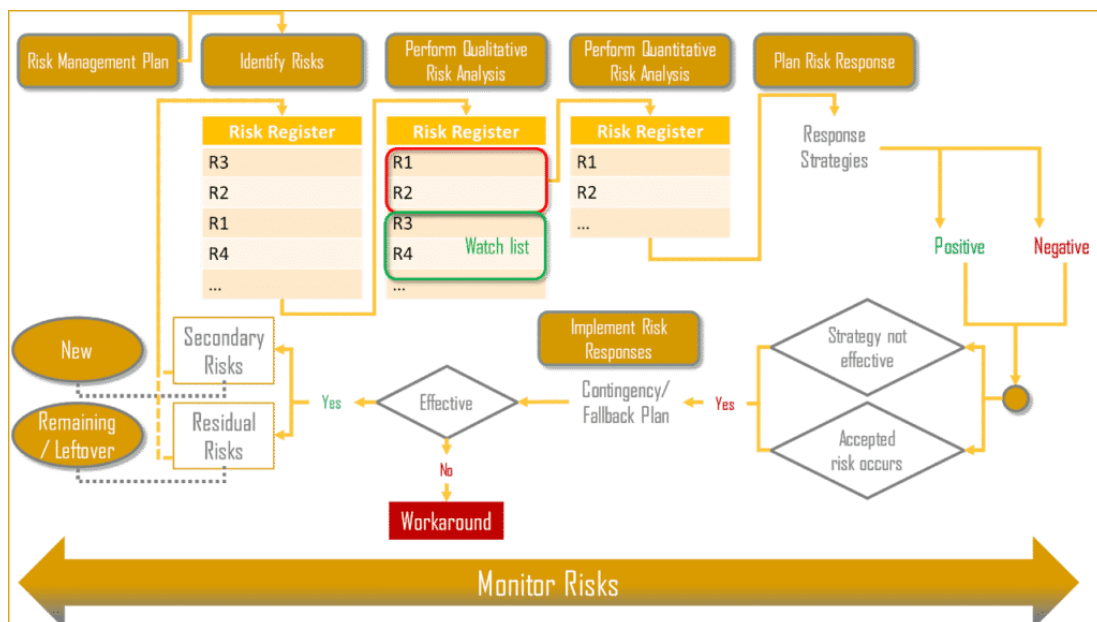 Risk Management Plan
Identify Risks
Perform Qualitative
Risk Analysis
Perform Quantitative
Risk Analysis
Plan Risk Response
Risk Register
R3
R2
R1
R4
...
Risk Register
R1
R2
R3
R4
...
Watch list
Risk Register
R1
R2
...
Response
Strategies
Positive
Negative
Strategy not
effective
Accepted
risk occurs
Yes
Implement Risk
Responses
Contingency/
Fallback Plan
Effective
No
Workaround
Yes
Secondary
Risks
Residual
Risks
New
Remaining
/ Leftover
Monitor Risks